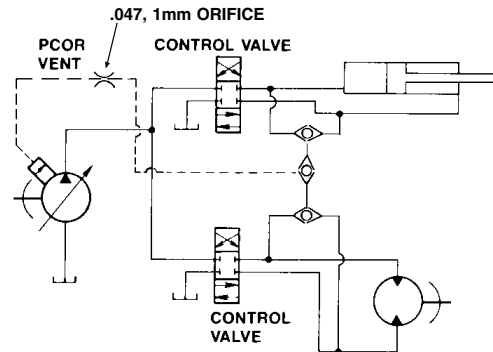 .047, 1mm ORIFICE
PCOR
VENT
CONTROL VALVE
CONTROL
VALVE